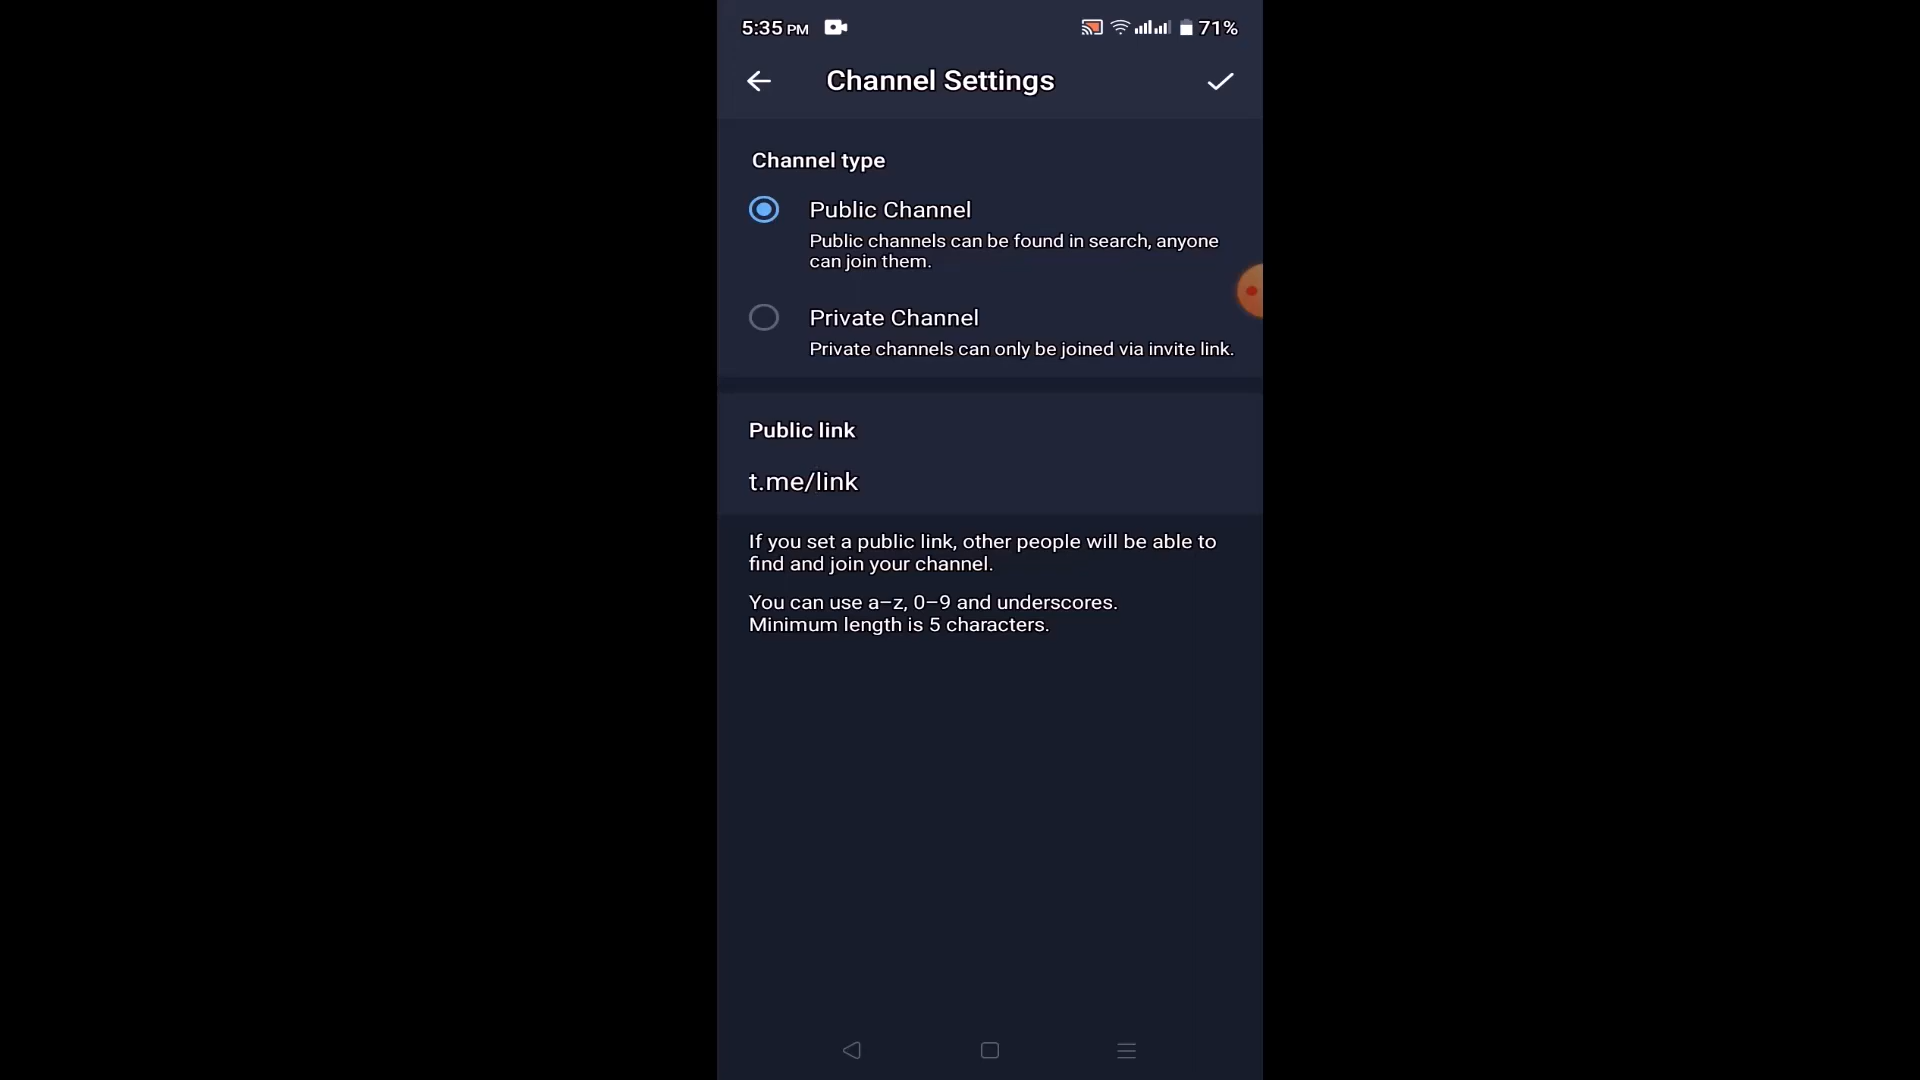 5:35 PM 71%
Channel Settings
Channel type
Public Channel
Public channels can be found in search, anyone
can join them.
Private Channel
Private channels can only be joined via invite link.
Public link
t.me/link
If you set a public link, other people will be able to
find and join your channel.
You can use a–z, 0–9 and underscores.
Minimum length is 5 characters.